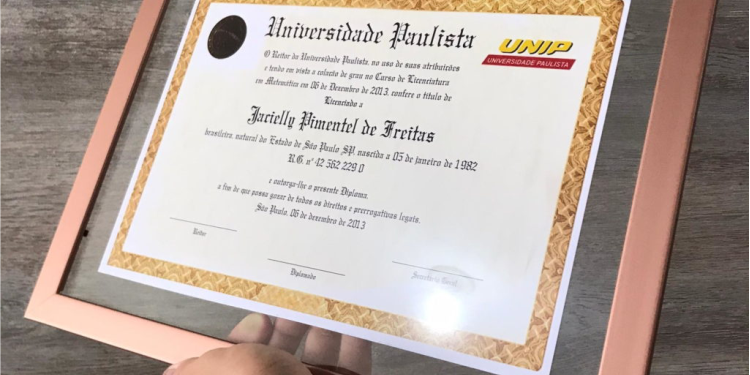 Universidade Paulista
UNIP
UNIVERSIDADE PAULISTA
O Reitor da Universidade Paulista, no uso de suas atribuições
e tendo em vista a colacto de grau no Curso de Licenciatura
em Matemática em 06 de Dezembro de 2013, confere o título de
Licenciado a
Jacielly Pimentel de Freitas
brasileira, natural do Estado de São Paulo SP, nascida a 05 de janeiro de 1982
R.G. nº 42 562 229 0
e outorga-lhe o presente Diploma,
a fim de que possa gozar de todos os direitos e prerrogativas legais.
São Paulo, 06 de dezembro de 2013
Reitor
Diplomado